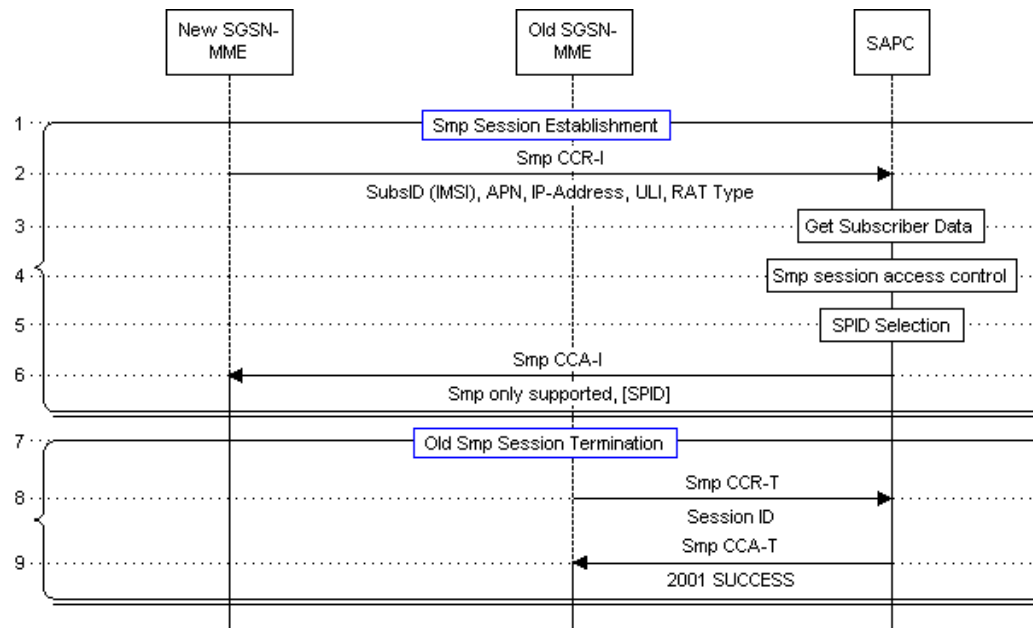 New SGSN-
MME
Old SGSN-
MME
SAPC
1
Smp Session Establishment
Smp CCR-I
2
SubsID (IMSI), APN, IP-Address, ULI, RAT Type
3
Get Subscriber Data
4
Smp session access control
5
SPID Selection
Smp CCA-I
6
Smp only supported, [SPID]
7
Old Smp Session Termination
Smp CCR-T
8
Session ID
Smp CCA-T
9
2001 SUCCESS